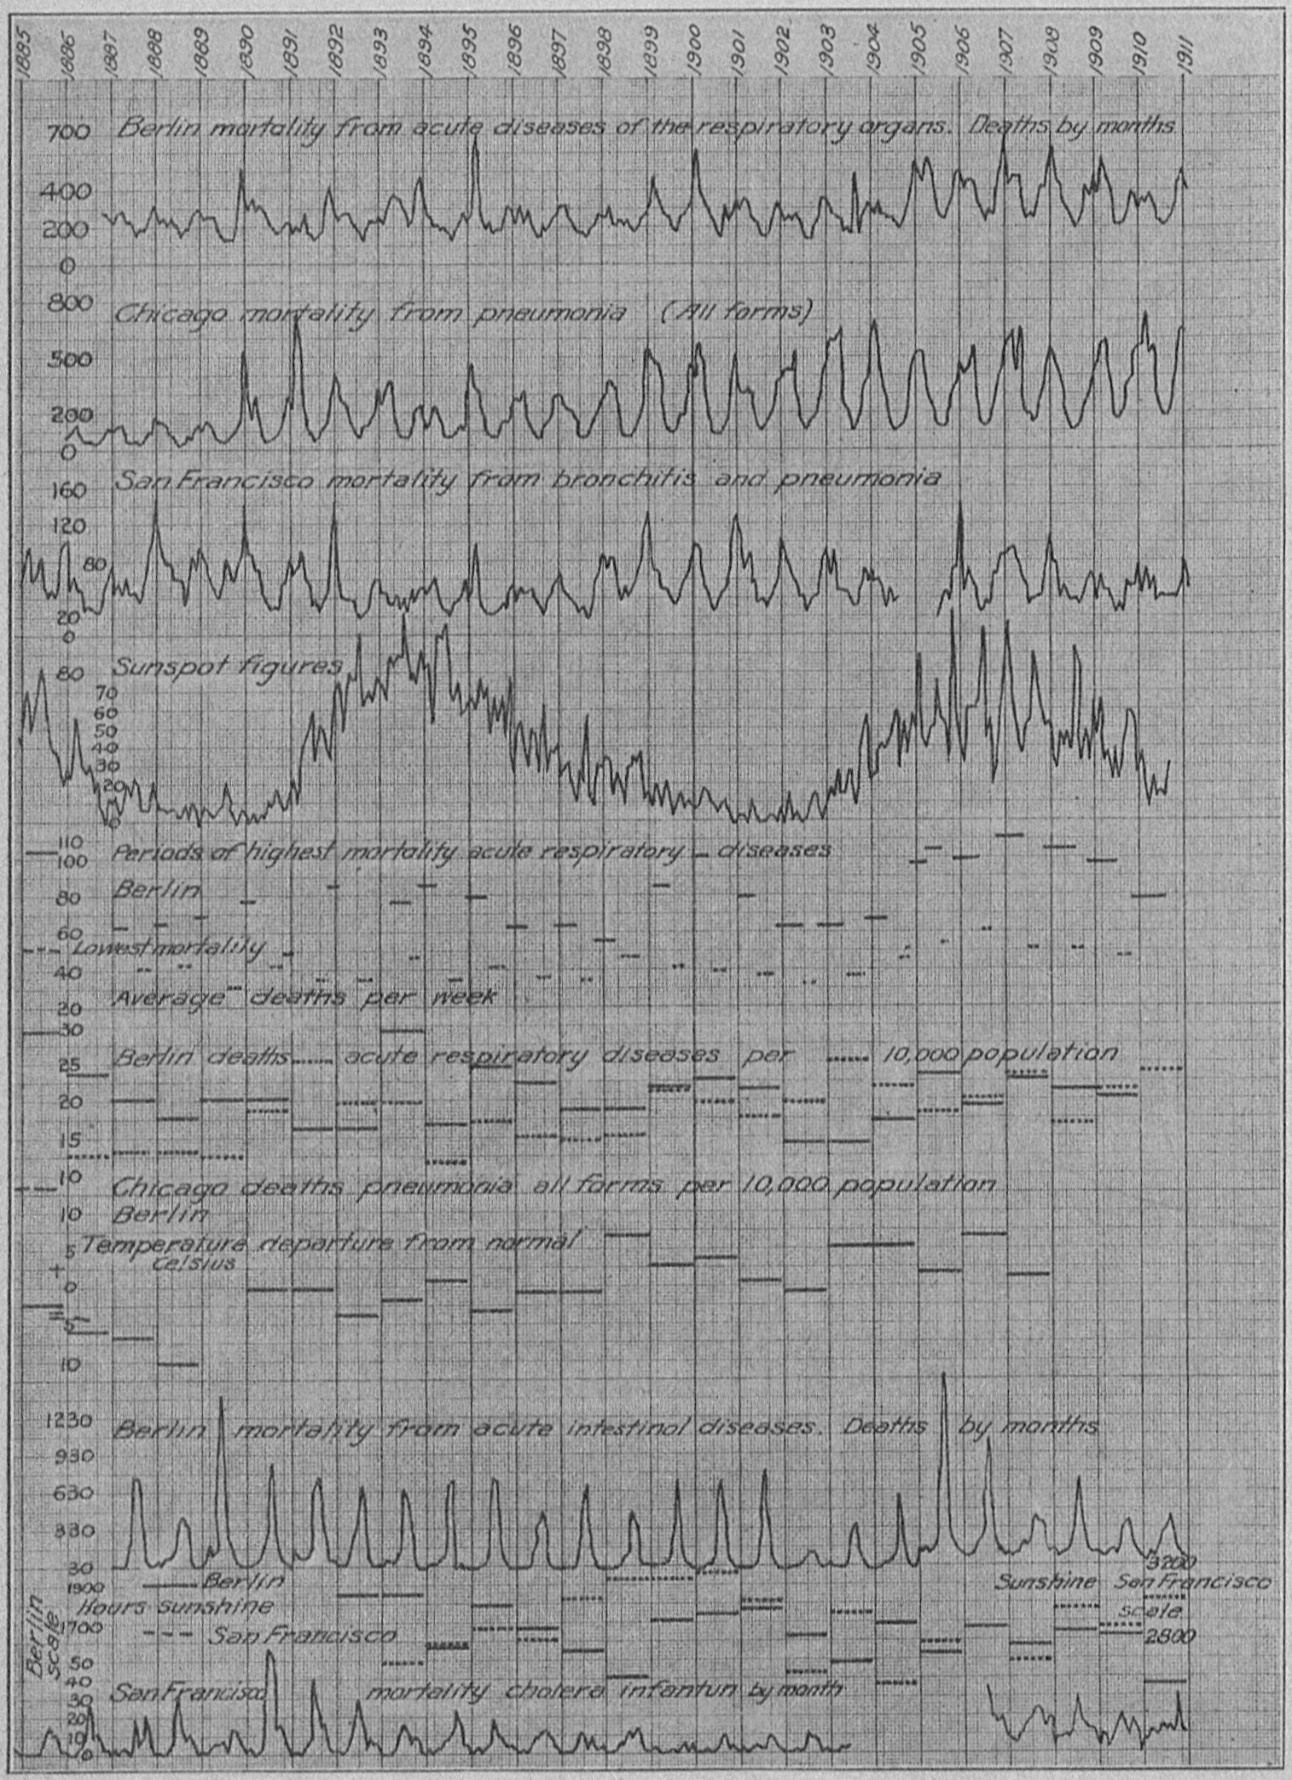 1885 1886 1887 1888 1889 1890 1891 1892 1893 1894 1895 1896 1897 1898 1899 1900 1901 1902 1903 1904 1905 1906 1907 1908 1909 1910 1911
700 Berlin mortality from acute diseases of the respiratory organs. Deaths by months
400
200
0
800
Chicago mortality from pneumonia (All forms)
500
200
0
San Francisco mortality from bronchitis and pneumonia
160
120
80
20
0
Sunspot figures
80
70
60
50
40
30
20
0
110
100 Periods of highest mortality acute respiratory diseases
80 Berlin
60
Lowest mortality
40
Average deaths per week
20
30
Berlin deaths acute respiratory diseases per 10,000 population
25
20
15
10
Chicago deaths pneumonia all forms per 10,000 population
10 Berlin
5 Temperature departure from normal
+ Celsius
0
5
10
1230
Berlin mortality from acute intestinol diseases. Deaths by months
930
630
330
30 3200
1900 Berlin Sunshine San Francisco
Hours sunshine scale
1700 San Francisco 2800
Berlin scale
50
40
San Francisco mortality cholera infantun by month
30
20
10
0